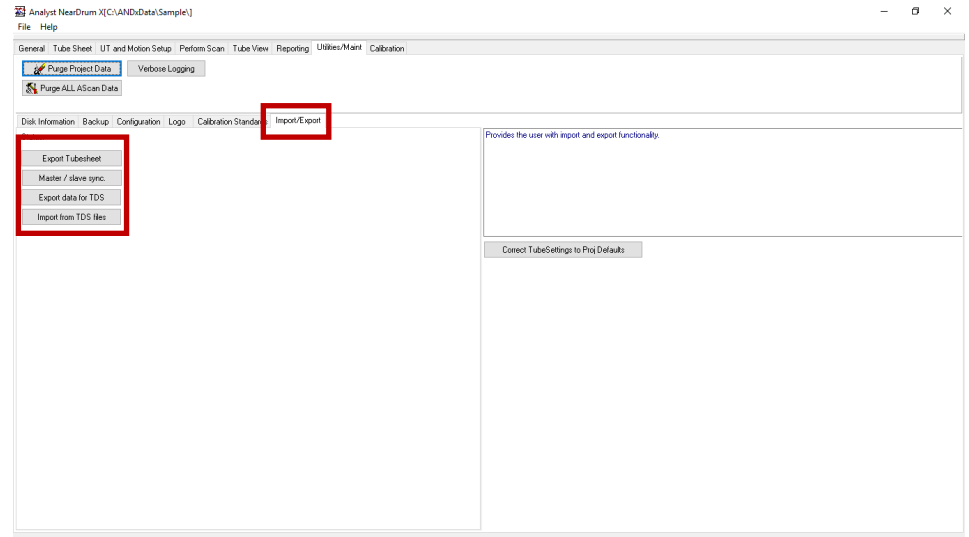 Analyst NearDrum X[C:\ANDxData\Sample\]
File Help
General Tube Sheet UT and Motion Setup Perform Scan Tube View Reporting Utilities/Maint Calibration
Purge Project Data Verbose Logging
Purge ALL AScan Data
Disk Information Backup Configuration Logo Calibration Standards Import/Export
Provides the user with import and export functionality.
Export Tubesheet
Master / slave sync.
Export data for TDS
Import from TDS files
Correct TubeSettings to Proj Defaults